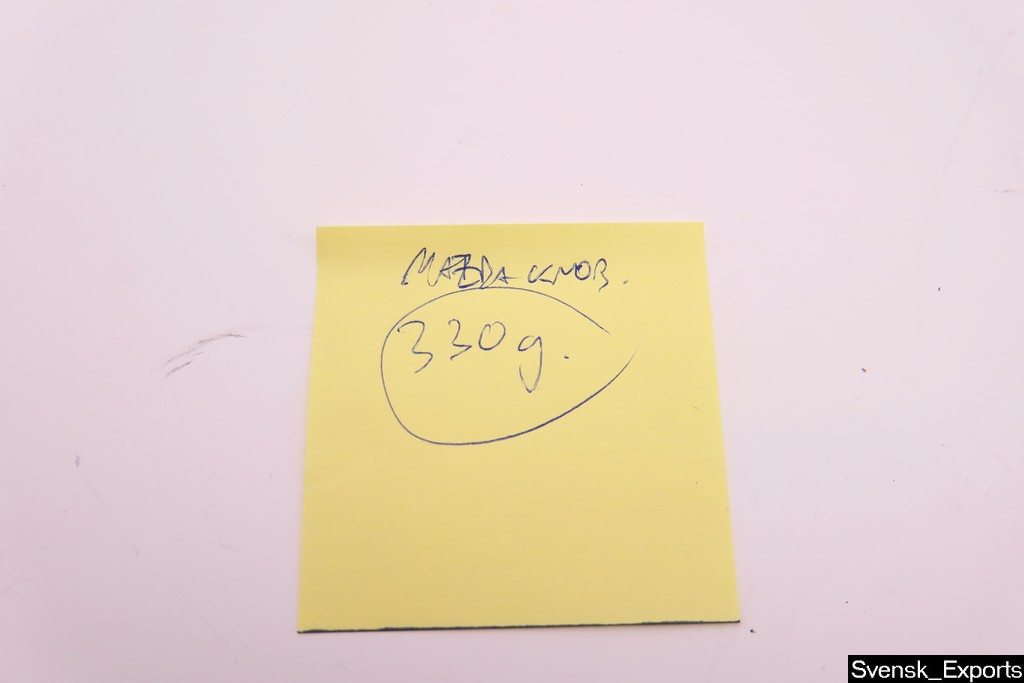 MAZDA KNOB.
330g.
Svensk_Exports